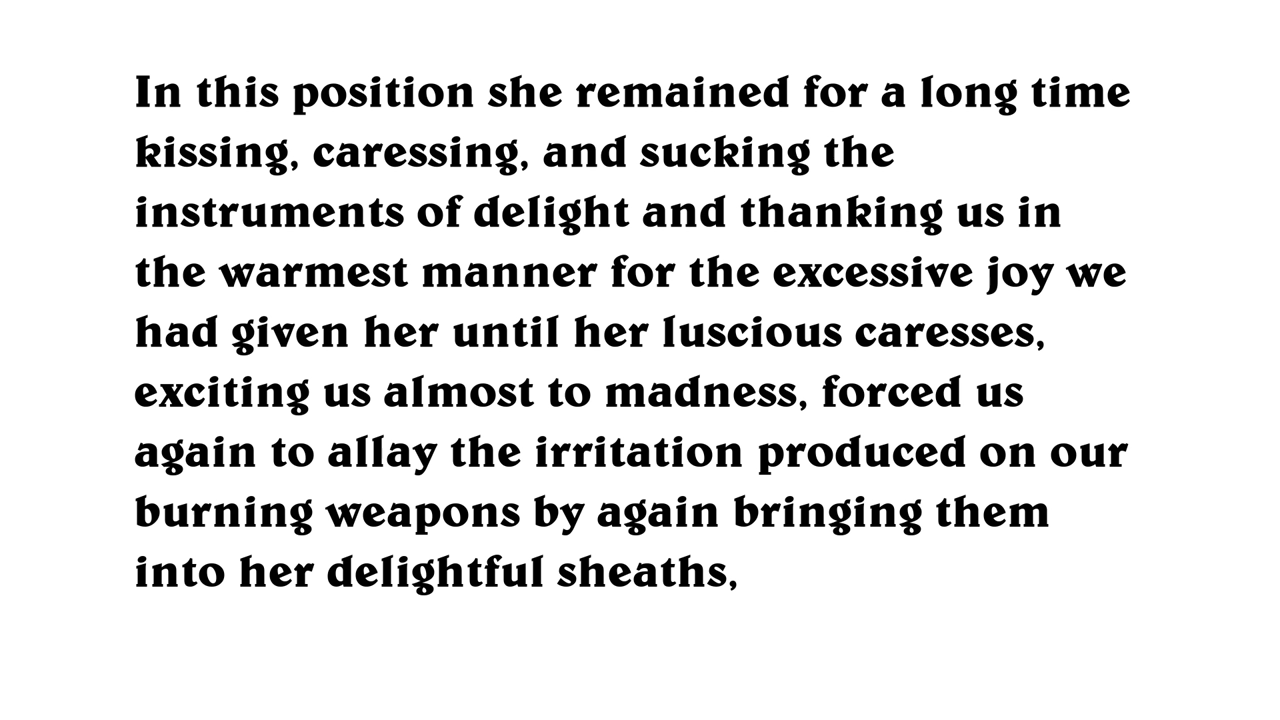 In this position she remained for a long time
kissing, caressing, and sucking the
instruments of delight and thanking us in
the warmest manner for the excessive joy we
had given her until her luscious caresses,
exciting us almost to madness, forced us
again to allay the irritation produced on our
burning weapons by again bringing them
into her delightful sheaths,